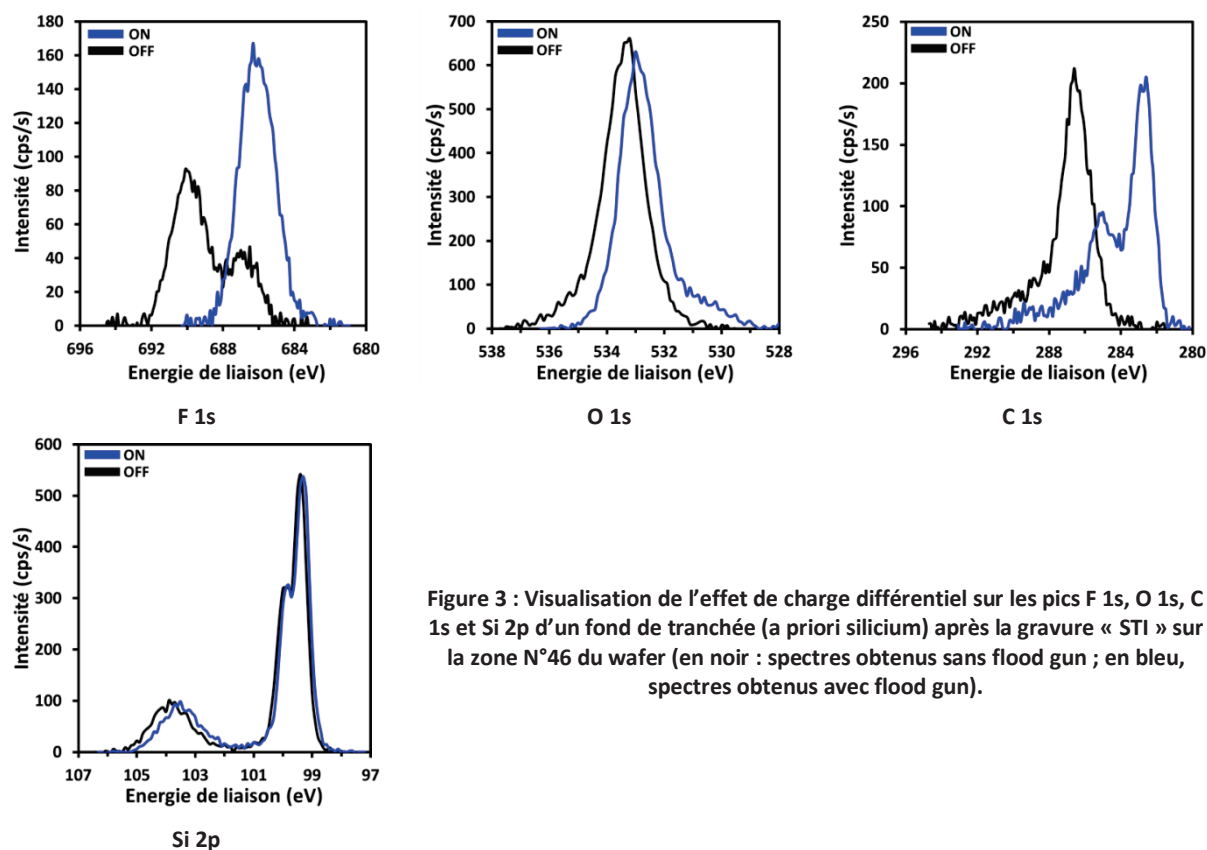 180
160
140
120
100
80
60
40
20
0
696 692 688 684 680
Intensité (cps/s)
Energie de liaison (eV)
ON
OFF
F 1s
700
600
500
400
300
200
100
0
538 536 534 532 530 528
Intensité (cps/s)
Energie de liaison (eV)
ON
OFF
O 1s
250
200
150
100
50
0
296 292 288 284 280
Intensité (cps/s)
Energie de liaison (eV)
ON
OFF
C 1s
600
500
400
300
200
100
0
107 105 103 101 99 97
Intensité (cps/s)
Energie de liaison (eV)
ON
OFF
Si 2p
Figure 3 : Visualisation de l’effet de charge différentiel sur les pics F 1s, O 1s, C
1s et Si 2p d’un fond de tranchée (a priori silicium) après la gravure « STI » sur
la zone N°46 du wafer (en noir : spectres obtenus sans flood gun ; en bleu,
spectres obtenus avec flood gun).